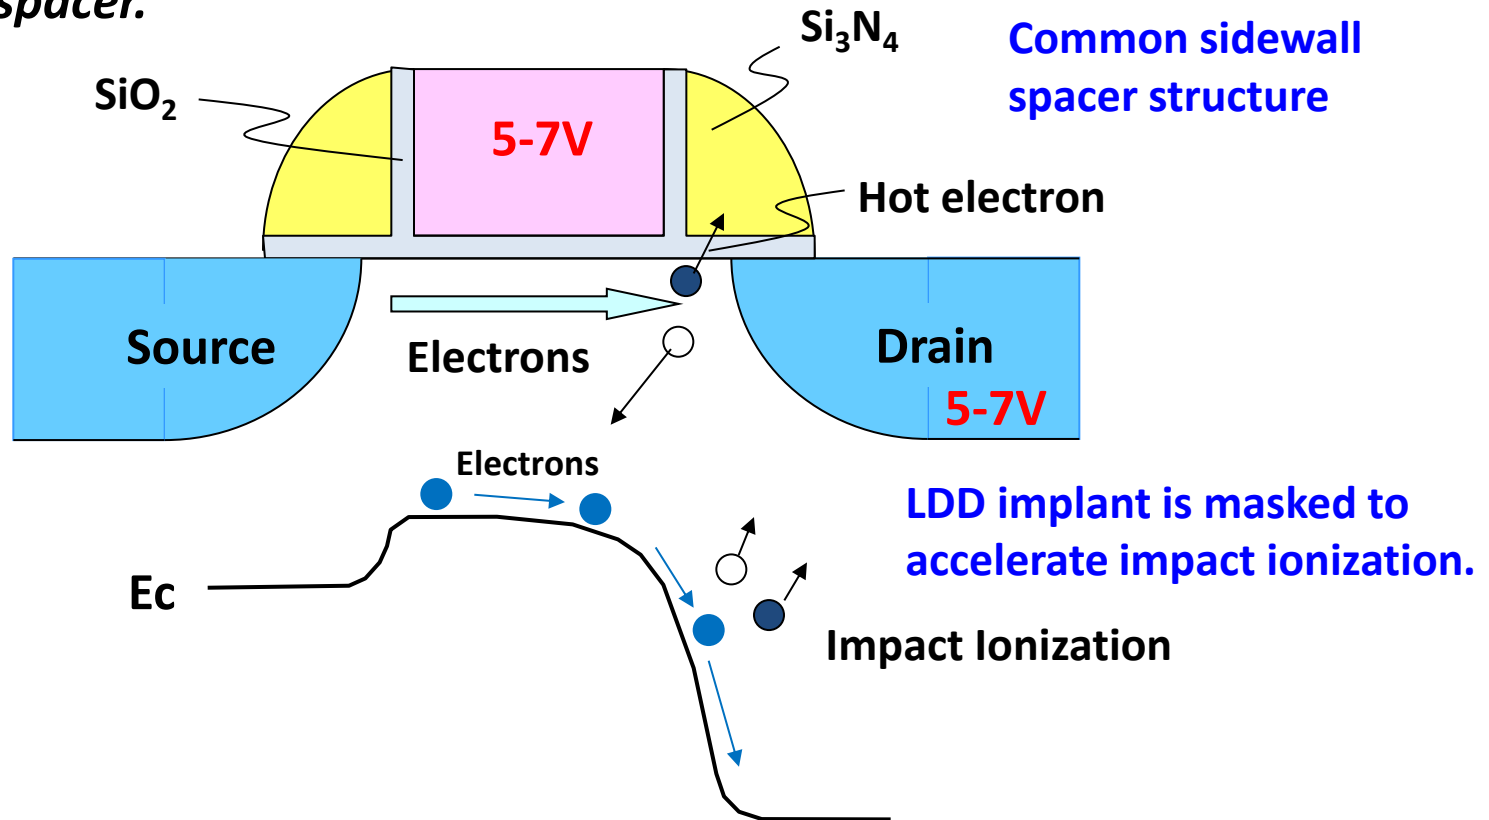 spacer.
Si₃N₄
Common sidewall
spacer structure
SiO₂
5-7V
Hot electron
Source
Electrons
Drain
5-7V
Electrons
LDD implant is masked to
accelerate impact ionization.
Ec
Impact Ionization